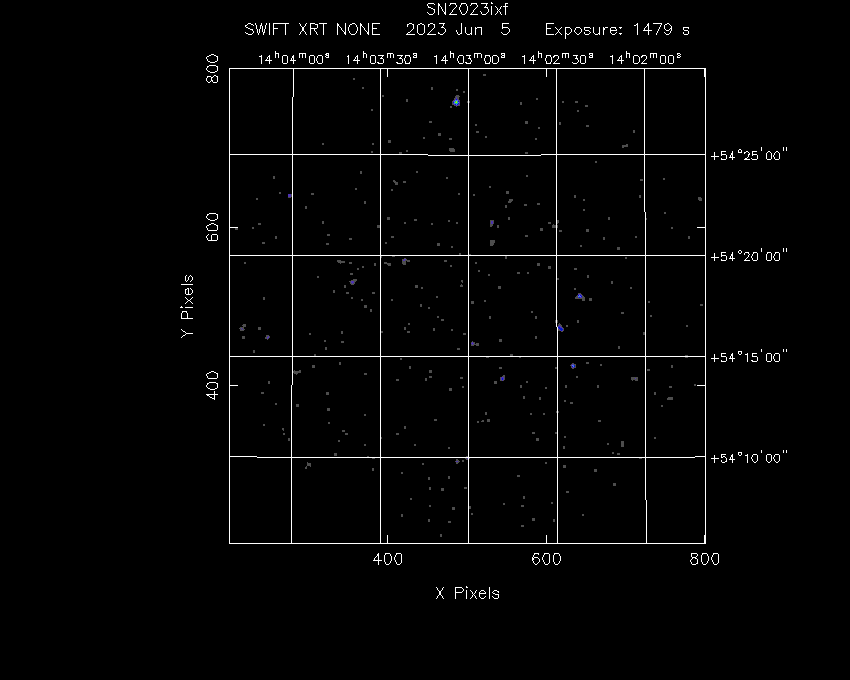 SN2023ixf
SWIFT XRT NONE 2023 Jun 5 Exposure: 1479 s
14h04m00s 14h03m30s 14h03m00s 14h02m30s 14h02m00s
800
+54°25'00"
600
+54°20'00"
Y Pixels
+54°15'00"
400
+54°10'00"
400 600 800
X Pixels